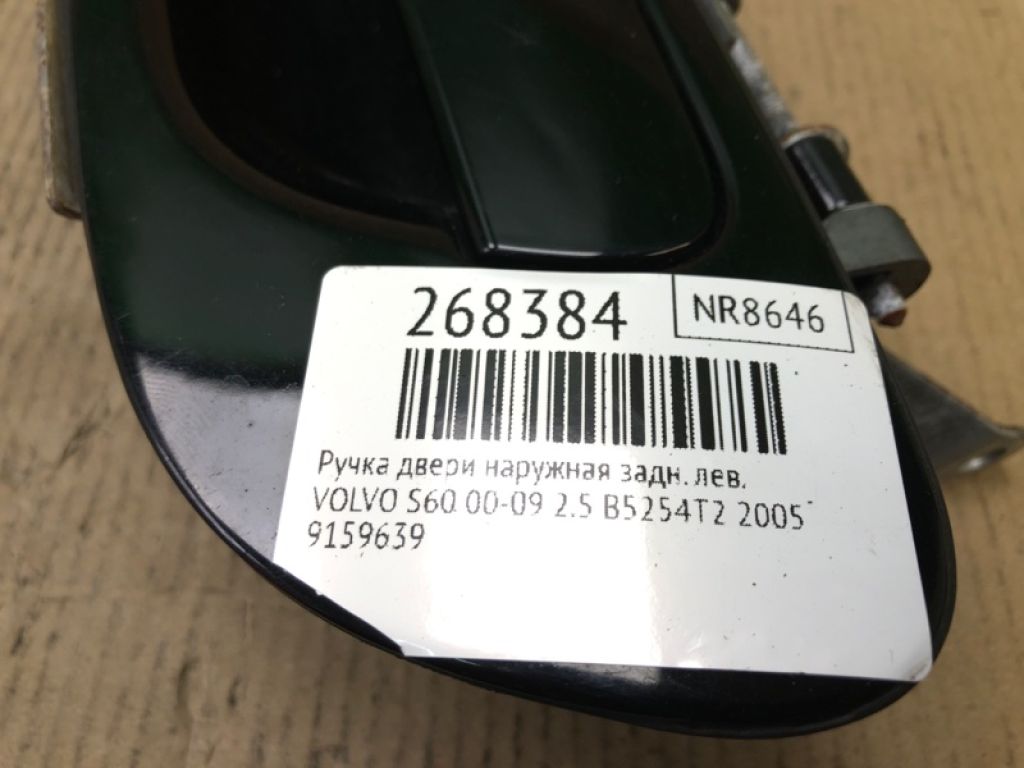 268384
NR8646
Ручка двери наружная задн. лев.
VOLVO S60 00-09 2.5 B5254T2 2005
9159639